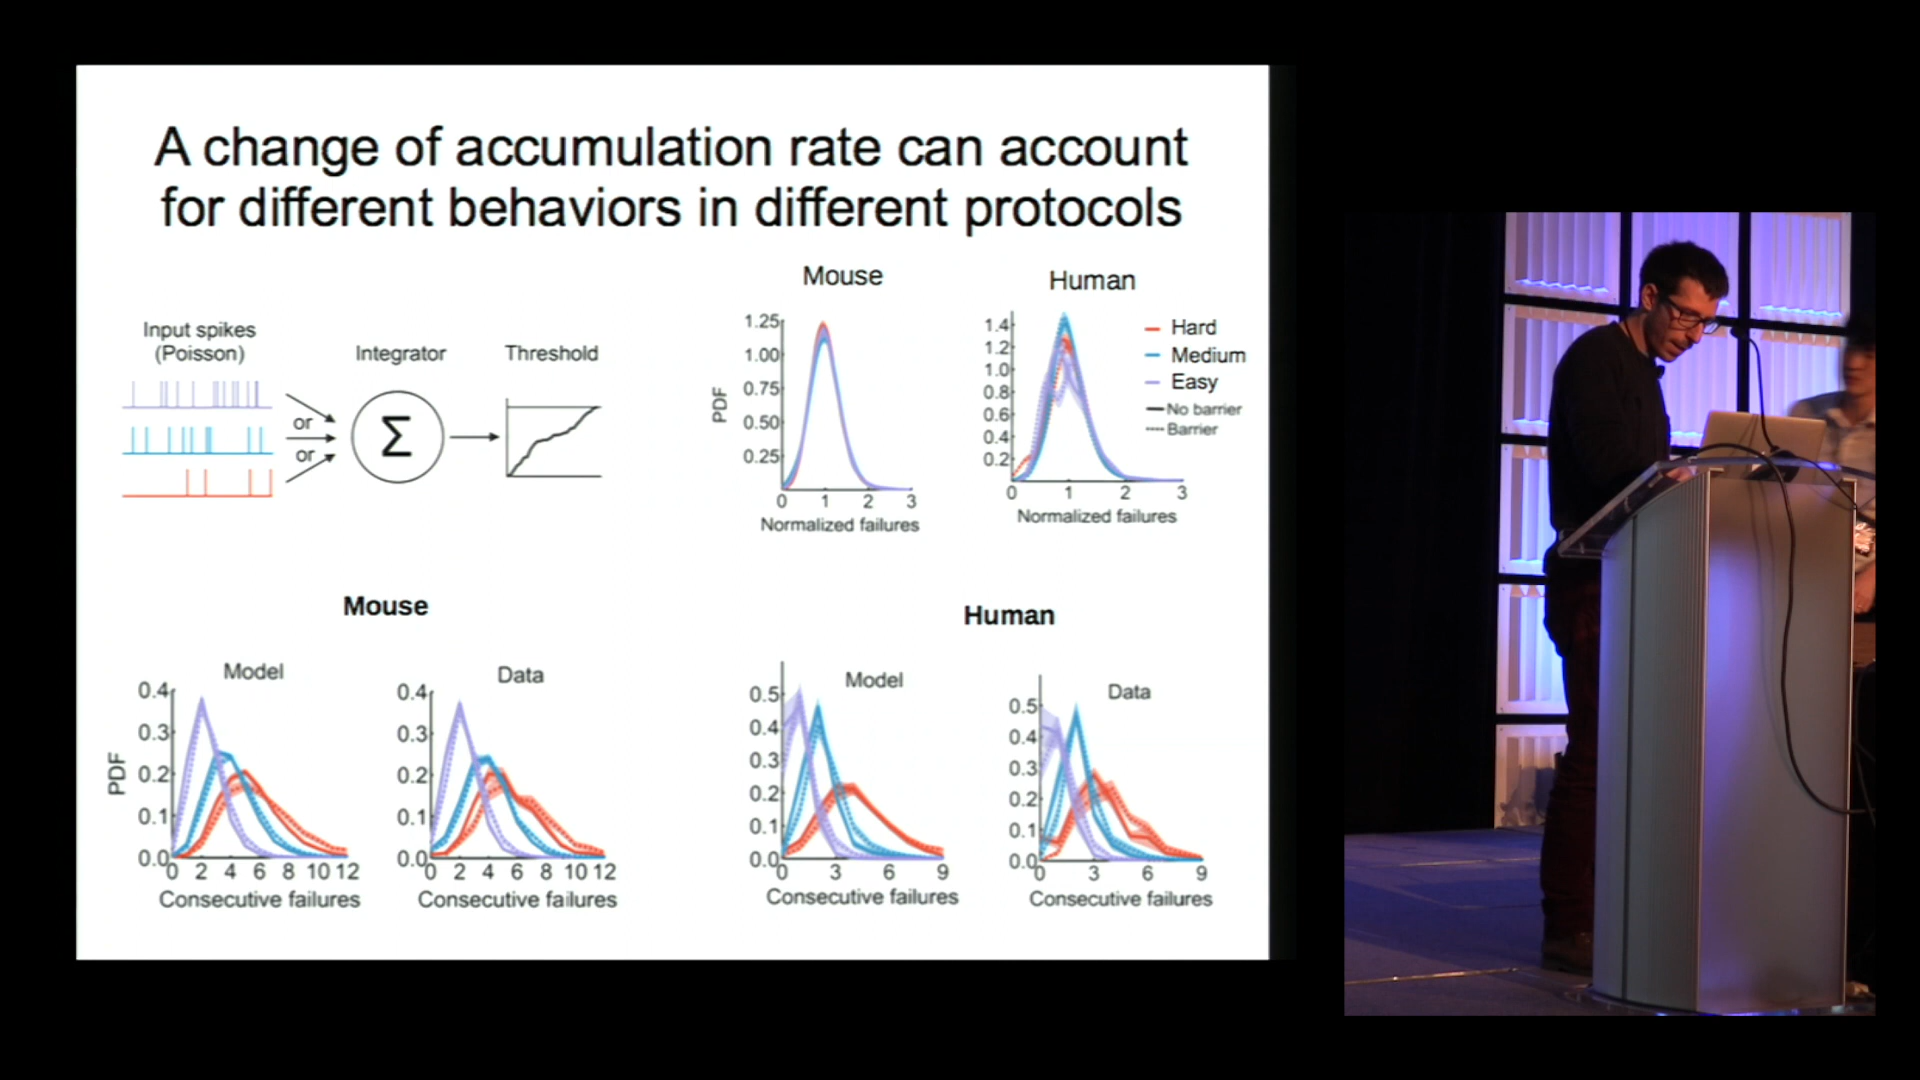 A change of accumulation rate can account
for different behaviors in different protocols
Mouse
Human
Input spikes
(Poisson)
Integrator
Threshold
or
or
Σ
PDF
1.25
1.00
0.75
0.50
0.25
0 1 2 3
Normalized failures
1.4
1.2
1.0
0.8
0.6
0.4
0.2
0 1 2 3
Normalized failures
Hard
Medium
Easy
No barrier
Barrier
Mouse
Human
Model
PDF
0.4
0.3
0.2
0.1
0.0
0 2 4 6 8 10 12
Consecutive failures
Data
0.4
0.3
0.2
0.1
0.0
0 2 4 6 8 10 12
Consecutive failures
Model
0.5
0.4
0.3
0.2
0.1
0.0
0 3 6 9
Consecutive failures
Data
0.5
0.4
0.3
0.2
0.1
0.0
0 3 6 9
Consecutive failures